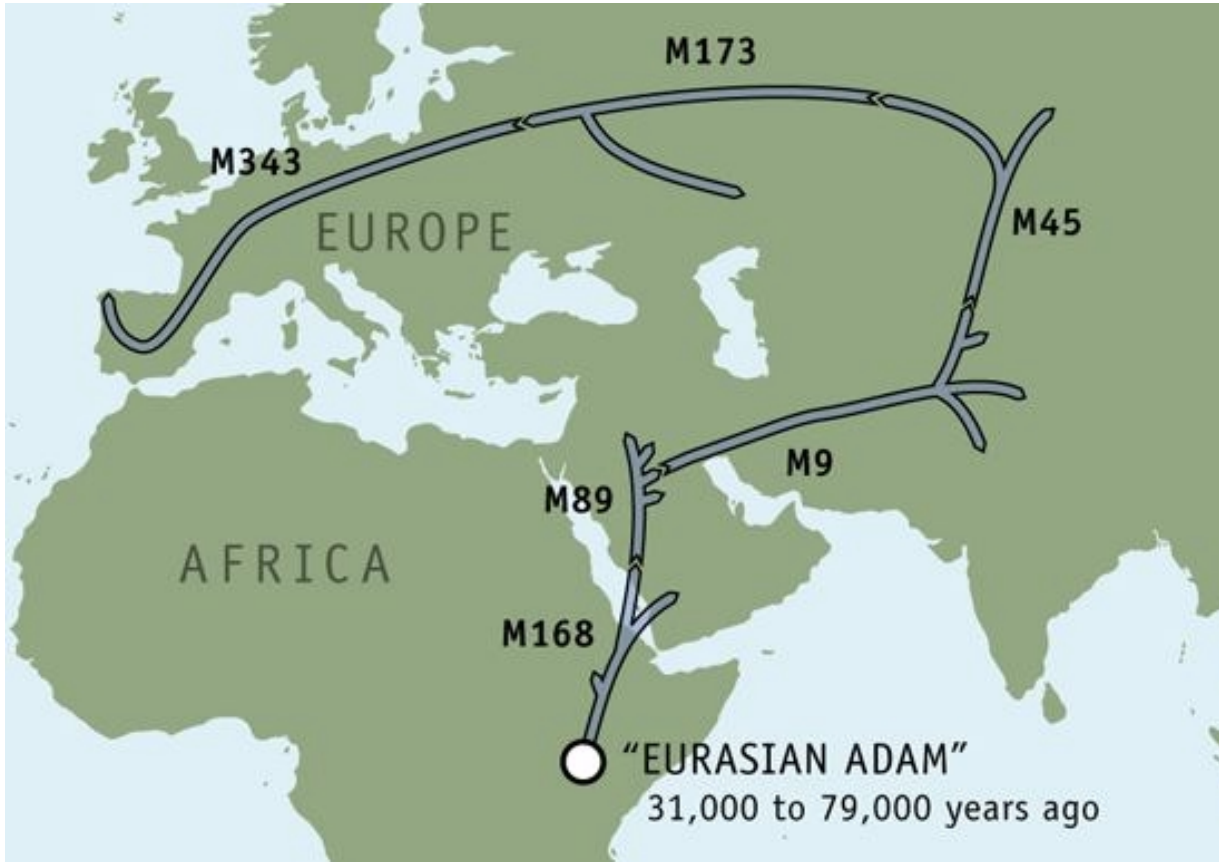 M173
M343
M45
EUROPE
M9
M89
AFRICA
M168
“EURASIAN ADAM”
31,000 to 79,000 years ago